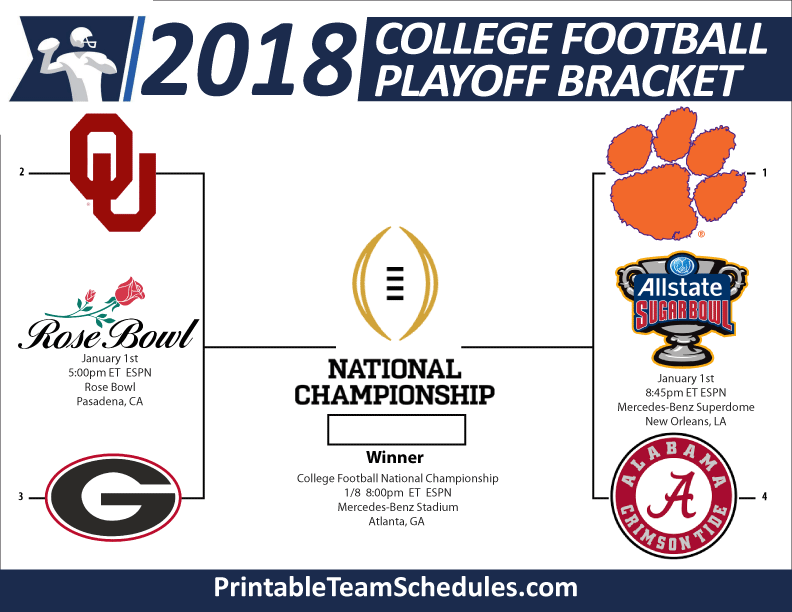 2018
COLLEGE FOOTBALL
PLAYOFF BRACKET
2
OU
®
1
®
Rose Bowl
January 1st
5:00pm ET ESPN
Rose Bowl
Pasadena, CA
Allstate
SUGAR BOWL
January 1st
8:45pm ET ESPN
Mercedes-Benz Superdome
New Orleans, LA
NATIONAL
CHAMPIONSHIP
Winner
College Football National Championship
1/8 8:00pm ET ESPN
Mercedes-Benz Stadium
Atlanta, GA
3
G
ALABAMA
A
CRIMSON TIDE
4
PrintableTeamSchedules.com